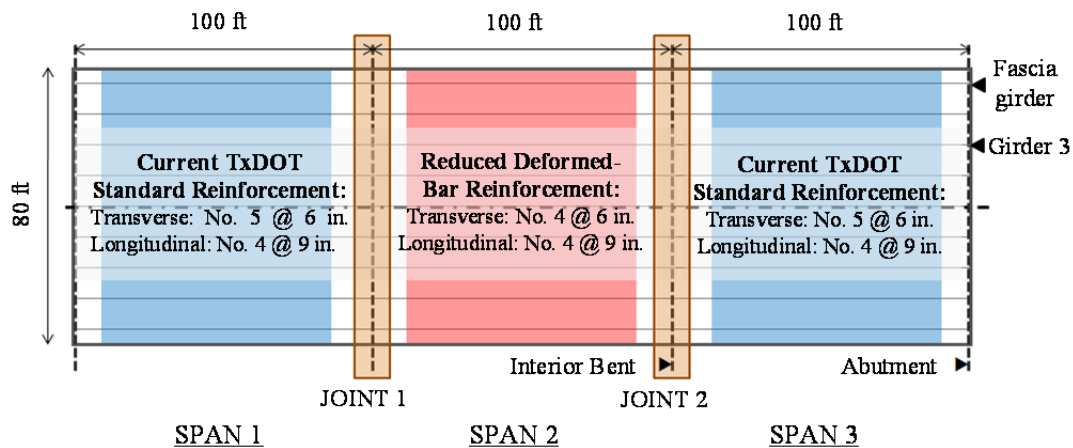 100 ft
100 ft
100 ft
Fascia
girder
Girder 3
80 ft
Current TxDOT
Standard Reinforcement:
Transverse: No. 5 @ 6 in.
Longitudinal: No. 4 @ 9 in.
Reduced Deformed-
Bar Reinforcement:
Transverse: No. 4 @ 6 in.
Longitudinal: No. 4 @ 9 in.
Current TxDOT
Standard Reinforcement:
Transverse: No. 5 @ 6 in.
Longitudinal: No. 4 @ 9 in.
Interior Bent
Abutment
JOINT 1
JOINT 2
SPAN 1
SPAN 2
SPAN 3